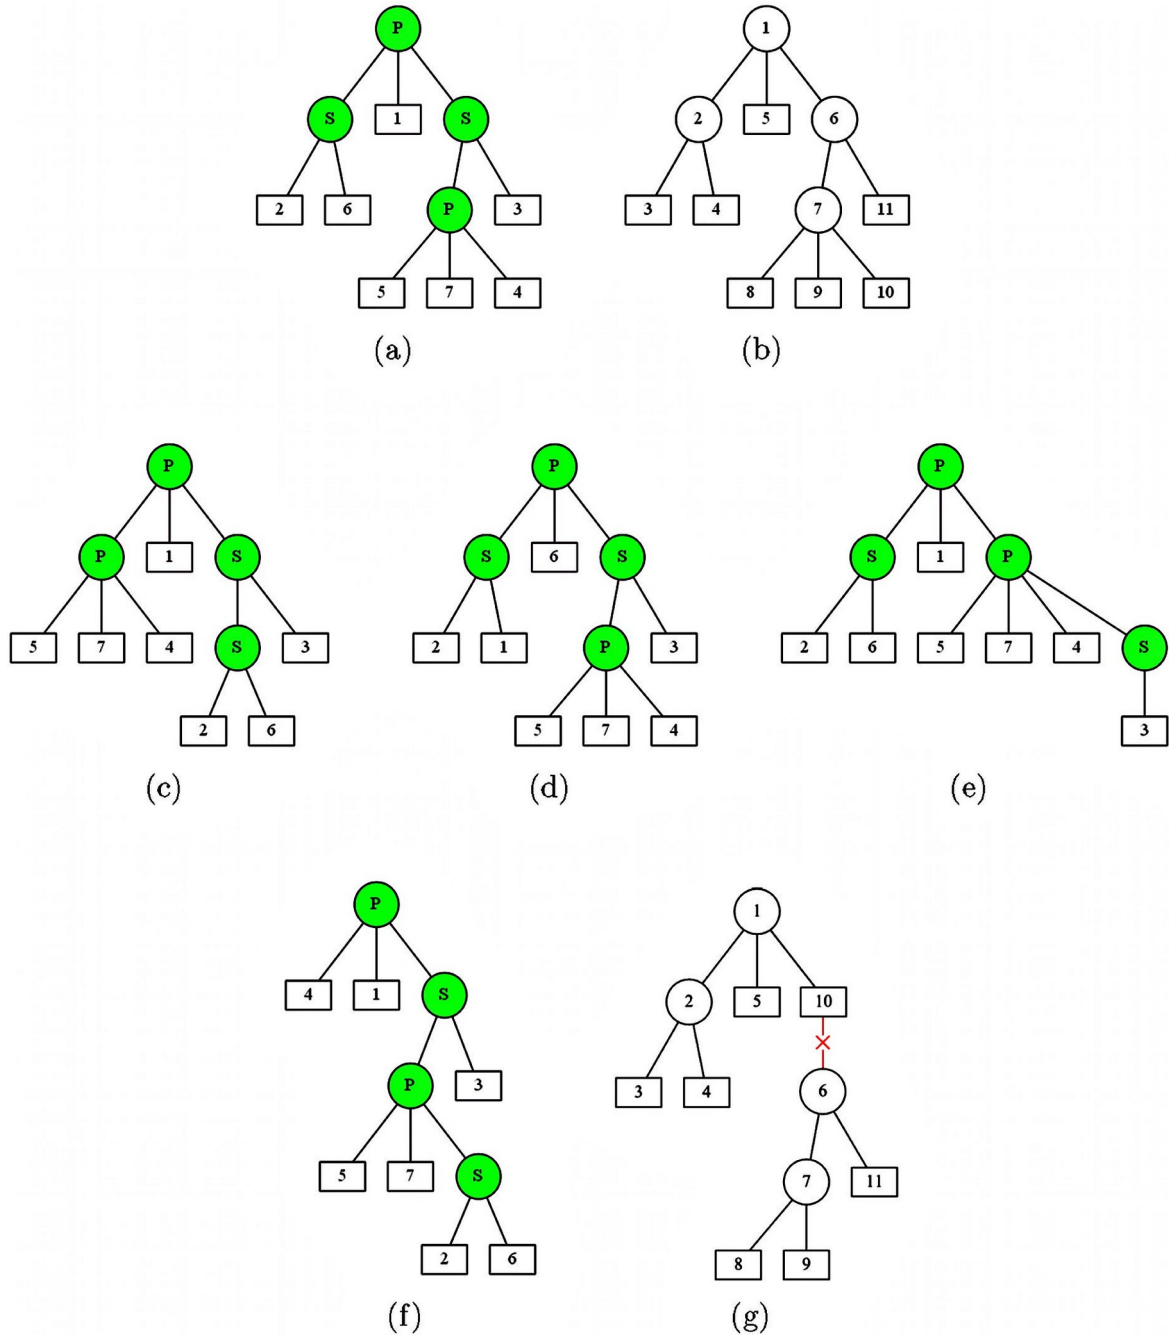 P 1
S 1 S 2 5 6
2 6 P 3 3 4 7 11
5 7 4 8 9 10
(a) (b)
P P P
P 1 S S 6 S S 1 P
5 7 4 S 3 2 1 P 3 2 6 5 7 4 S
2 6 5 7 4 3
(c) (d) (e)
P 1
4 1 S 2 5 10
×
P 3 3 4 6
5 7 S 7 11
2 6 8 9
(f) (g)